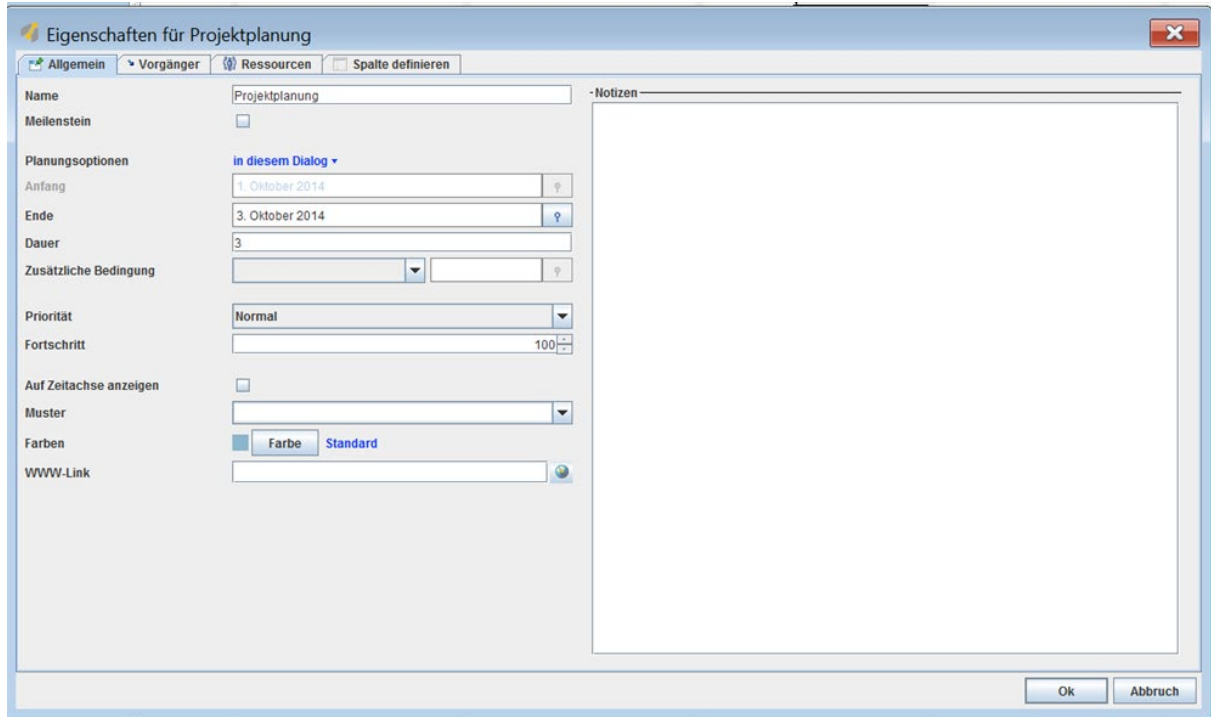 Eigenschaften für Projektplanung
Allgemein Vorgänger Ressourcen Spalte definieren
Name Projektplanung
Meilenstein
Planungsoptionen in diesem Dialog
Anfang 1. Oktober 2014
Ende 3. Oktober 2014
Dauer 3
Zusätzliche Bedingung
Priorität Normal
Fortschritt 100
Auf Zeitachse anzeigen
Muster
Farben Farbe Standard
WWW-Link
Notizen
Ok Abbruch